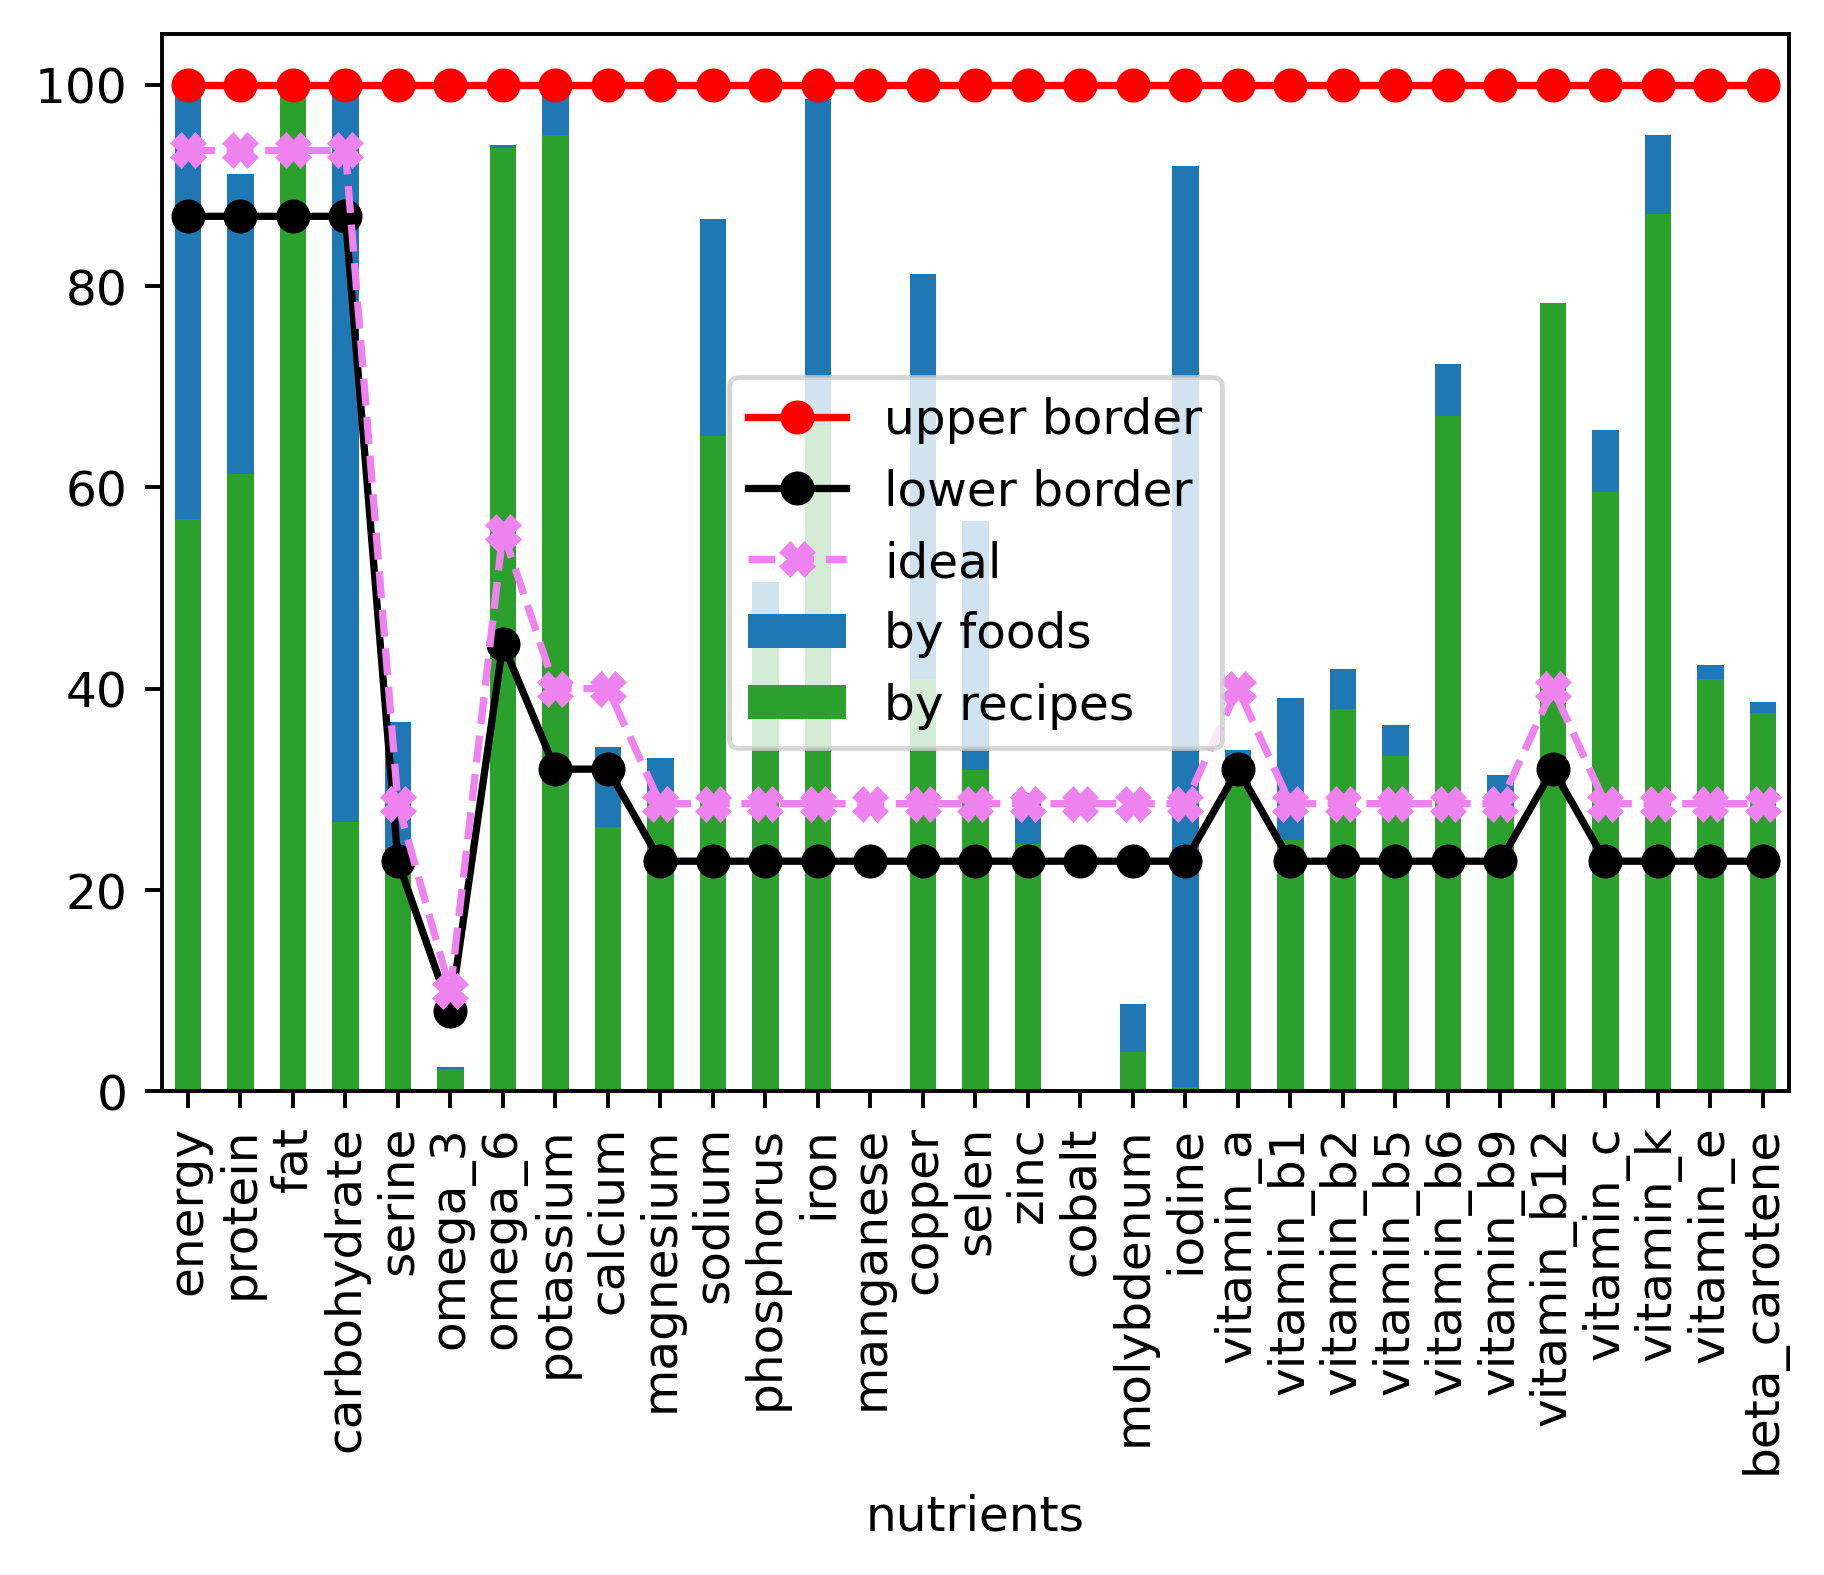 100
80
60
40
20
0
upper border
lower border
ideal
by foods
by recipes
energy
protein
fat
carbohydrate
serine
omega_3
omega_6
potassium
calcium
magnesium
sodium
phosphorus
iron
manganese
copper
selen
zinc
cobalt
molybdenum
iodine
vitamin_a
vitamin_b1
vitamin_b2
vitamin_b5
vitamin_b6
vitamin_b9
vitamin_b12
vitamin_c
vitamin_k
vitamin_e
beta_carotene
nutrients